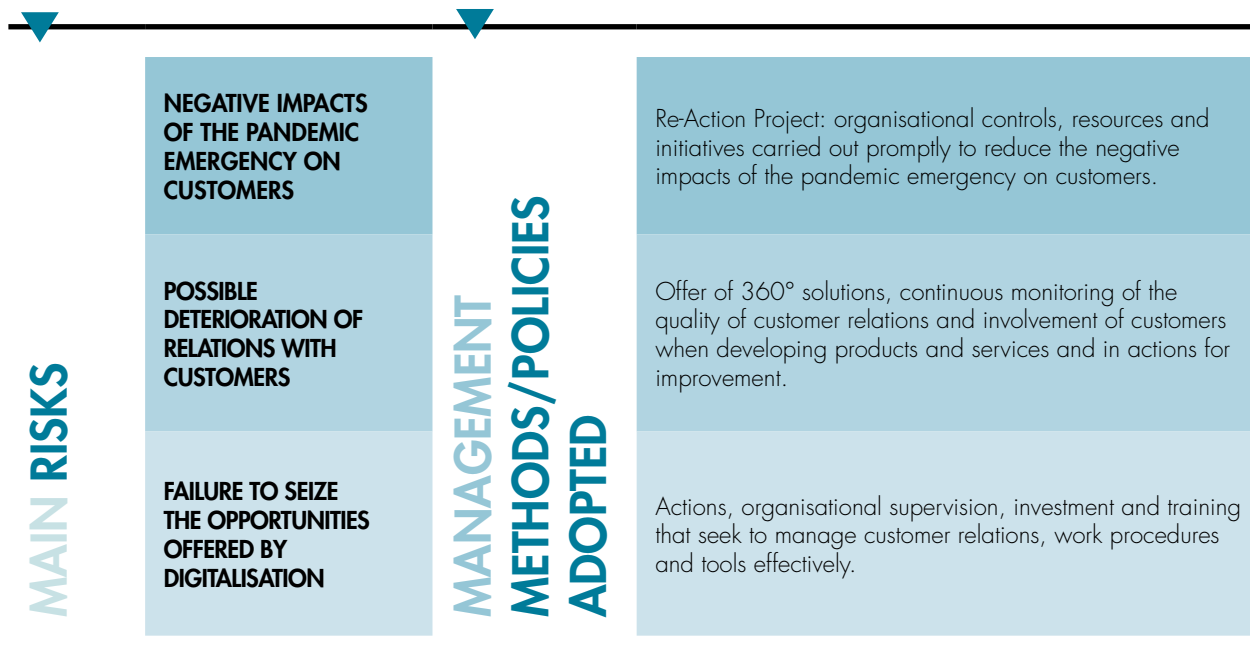 MAIN RISKS
NEGATIVE IMPACTS
OF THE PANDEMIC
EMERGENCY ON
CUSTOMERS
POSSIBLE
DETERIORATION OF
RELATIONS WITH
CUSTOMERS
FAILURE TO SEIZE
THE OPPORTUNITIES
OFFERED BY
DIGITALISATION
MANAGEMENT
METHODS/POLICIES
ADOPTED
Re-Action Project: organisational controls, resources and
initiatives carried out promptly to reduce the negative
impacts of the pandemic emergency on customers.
Offer of 360° solutions, continuous monitoring of the
quality of customer relations and involvement of customers
when developing products and services and in actions for
improvement.
Actions, organisational supervision, investment and training
that seek to manage customer relations, work procedures
and tools effectively.